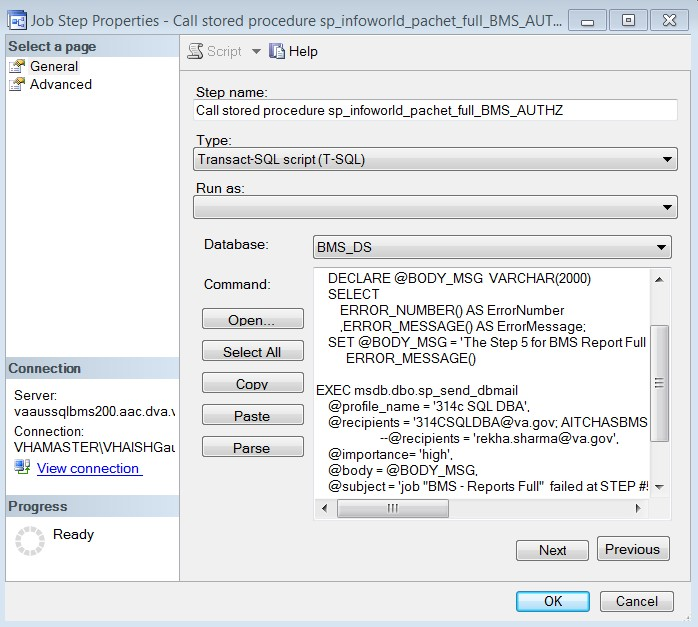 Job Step Properties - Call stored procedure sp_infoworld_pachet_full_BMS_AUT...
Select a page
General
Advanced
Script
Help
Step name:
Call stored procedure sp_infoworld_pachet_full_BMS_AUTHZ
Type:
Transact-SQL script (T-SQL)
Run as:
Database:
BMS_DS
Command:
Open...
Select All
Copy
Paste
Parse
DECLARE @BODY_MSG VARCHAR(2000)
SELECT
ERROR_NUMBER() AS ErrorNumber
,ERROR_MESSAGE() AS ErrorMessage;
SET @BODY_MSG = 'The Step 5 for BMS Report Full
ERROR_MESSAGE()
EXEC msdb.dbo.sp_send_dbmail
@profile_name = '314c SQL DBA',
@recipients = '314CSQLDBA@va.gov; AITCHASBMS
--@recipients = 'rekha.sharma@va.gov',
@importance= 'high',
@body = @BODY_MSG,
@subject = 'job "BMS - Reports Full" failed at STEP #5
Connection
Server:
vaaussqlbms200.aac.dva.v
Connection:
VHAMASTER\VHAISHGau
View connection
Progress
Ready
Next
Previous
OK
Cancel